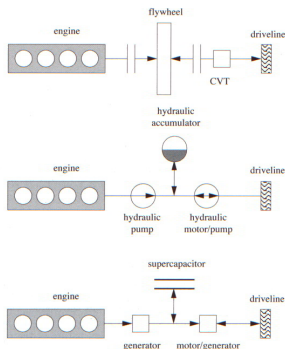 flywheel
engine
driveline
CVT
hydraulic
accumulator
engine
driveline
hydraulic
pump
hydraulic
motor/pump
supercapacitor
engine
driveline
generator
motor/generator